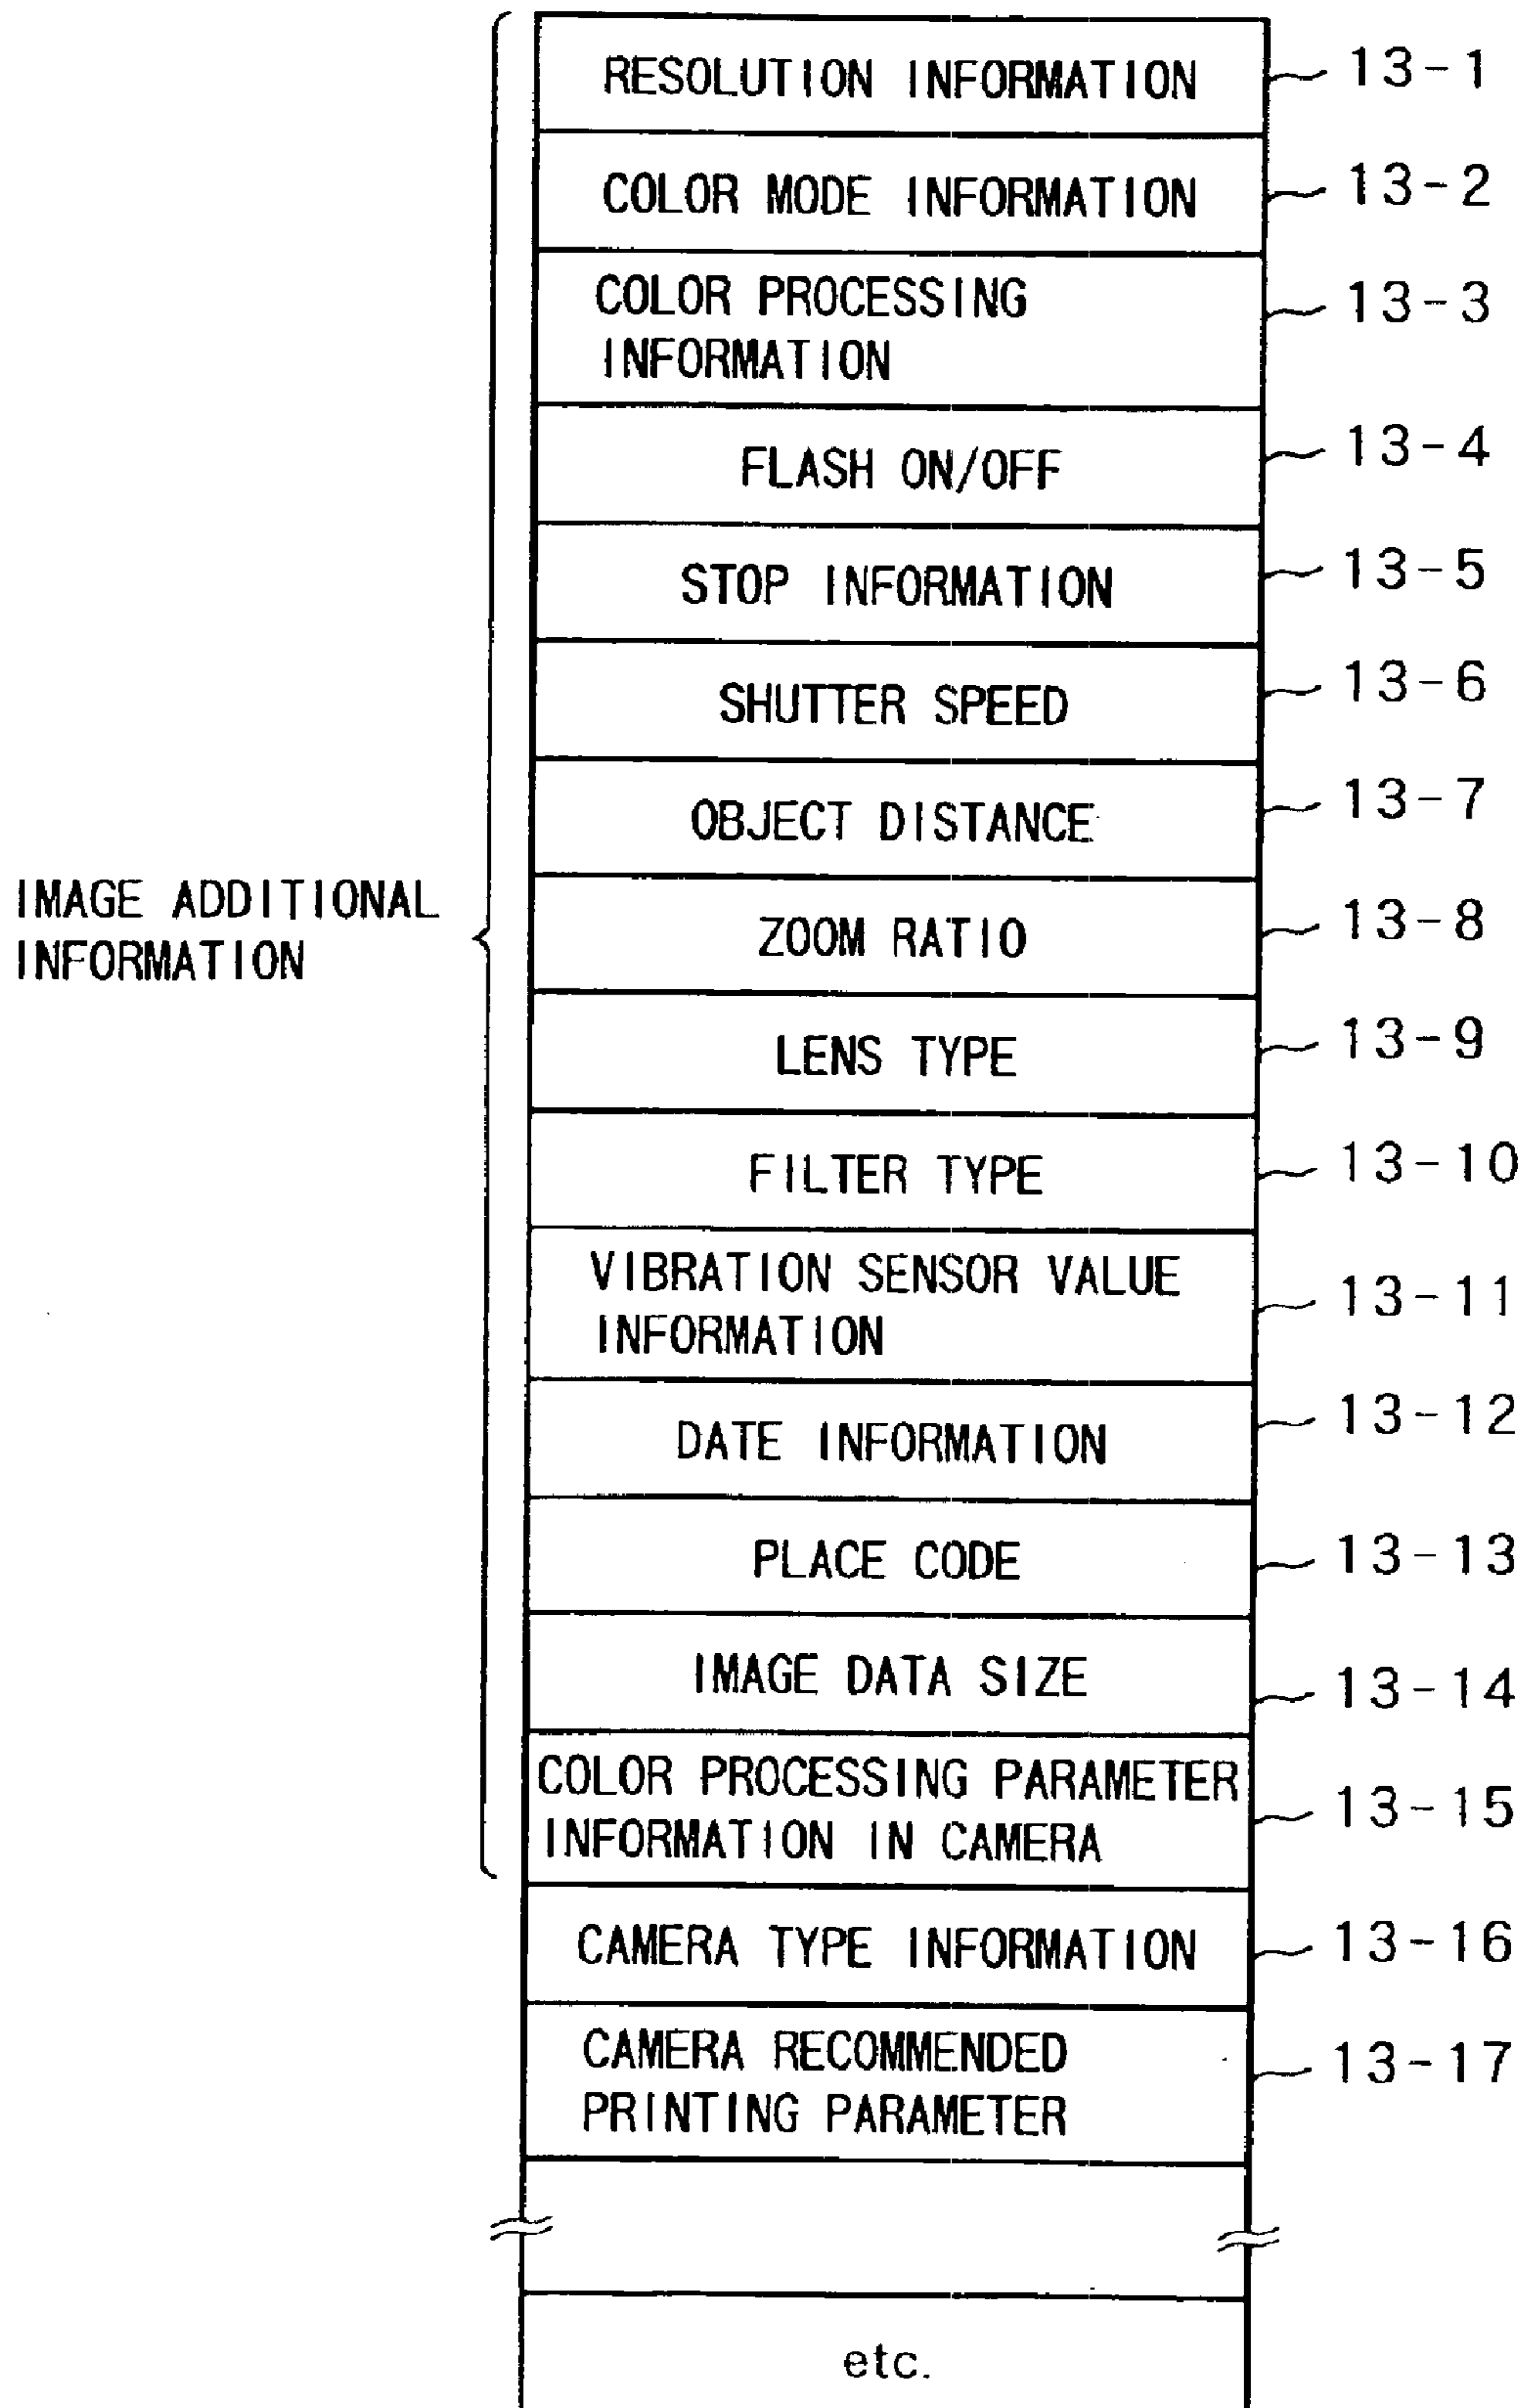 RESOLUTION INFORMATION 13-1
COLOR MODE INFORMATION 13-2
COLOR PROCESSING
INFORMATION 13-3
FLASH ON/OFF 13-4
STOP INFORMATION 13-5
SHUTTER SPEED 13-6
OBJECT DISTANCE 13-7
IMAGE ADDITIONAL
INFORMATION
ZOOM RATIO 13-8
LENS TYPE 13-9
FILTER TYPE 13-10
VIBRATION SENSOR VALUE
INFORMATION 13-11
DATE INFORMATION 13-12
PLACE CODE 13-13
IMAGE DATA SIZE 13-14
COLOR PROCESSING PARAMETER
INFORMATION IN CAMERA 13-15
CAMERA TYPE INFORMATION 13-16
CAMERA RECOMMENDED
PRINTING PARAMETER 13-17
etc.